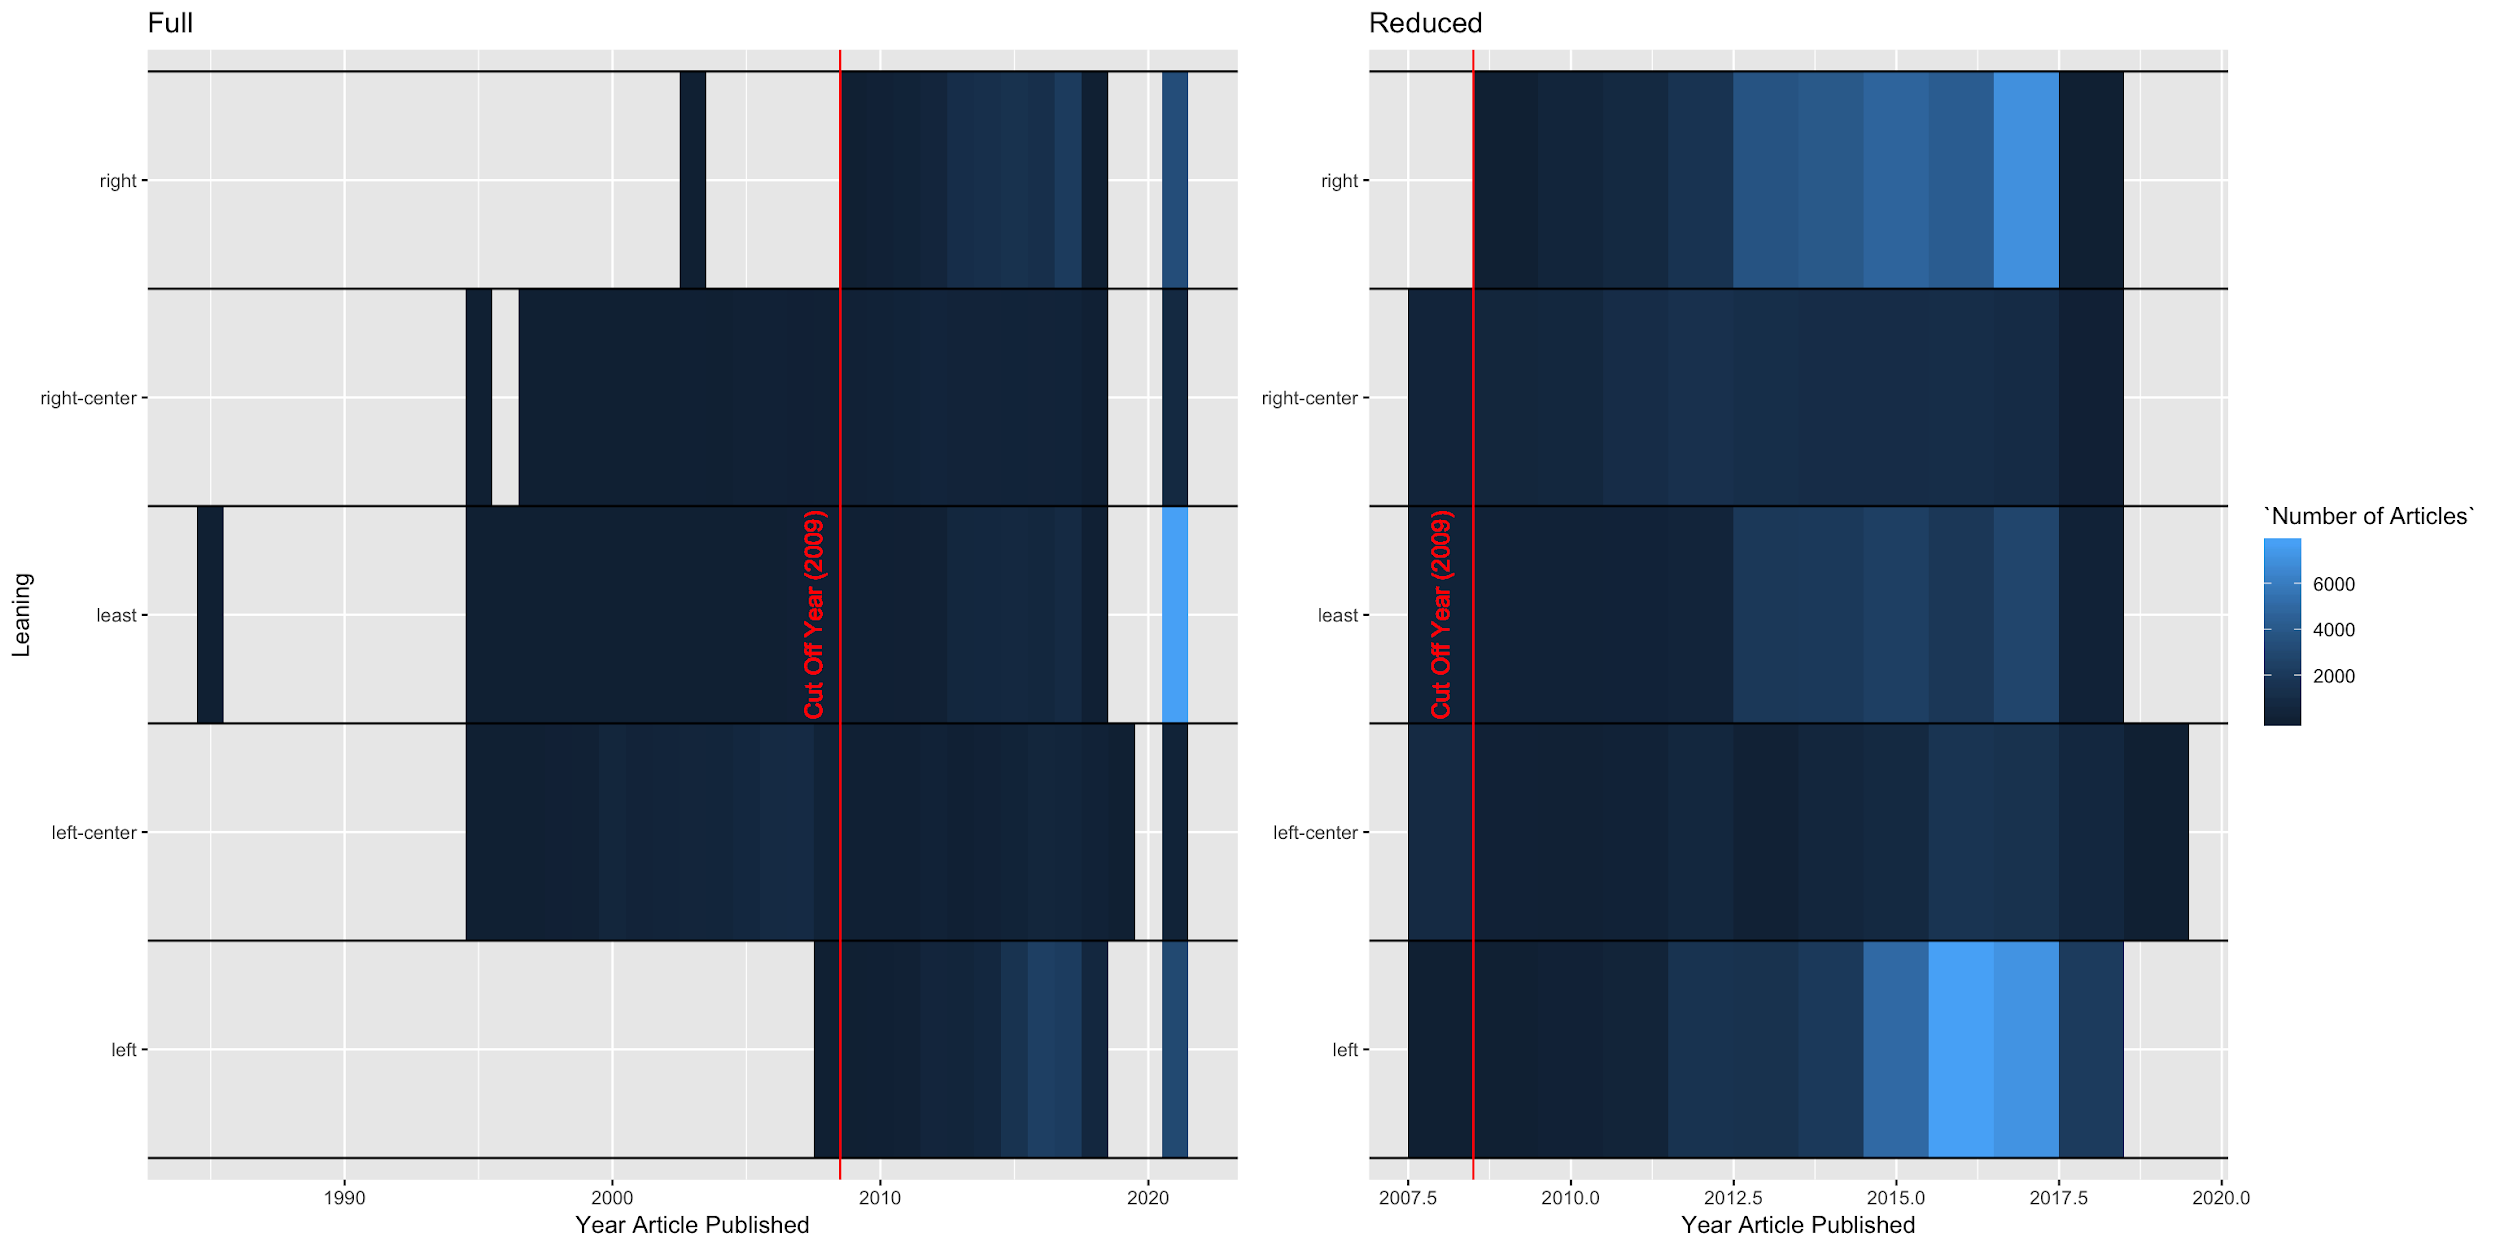 Full
Reduced
Leaning
right
right-center
least
left-center
left
Cut Off Year (2009)
1990
2000
2010
2020
Year Article Published
right
right-center
least
left-center
left
Cut Off Year (2009)
2007.5
2010.0
2012.5
2015.0
2017.5
2020.0
Year Article Published
`Number of Articles`
6000
4000
2000